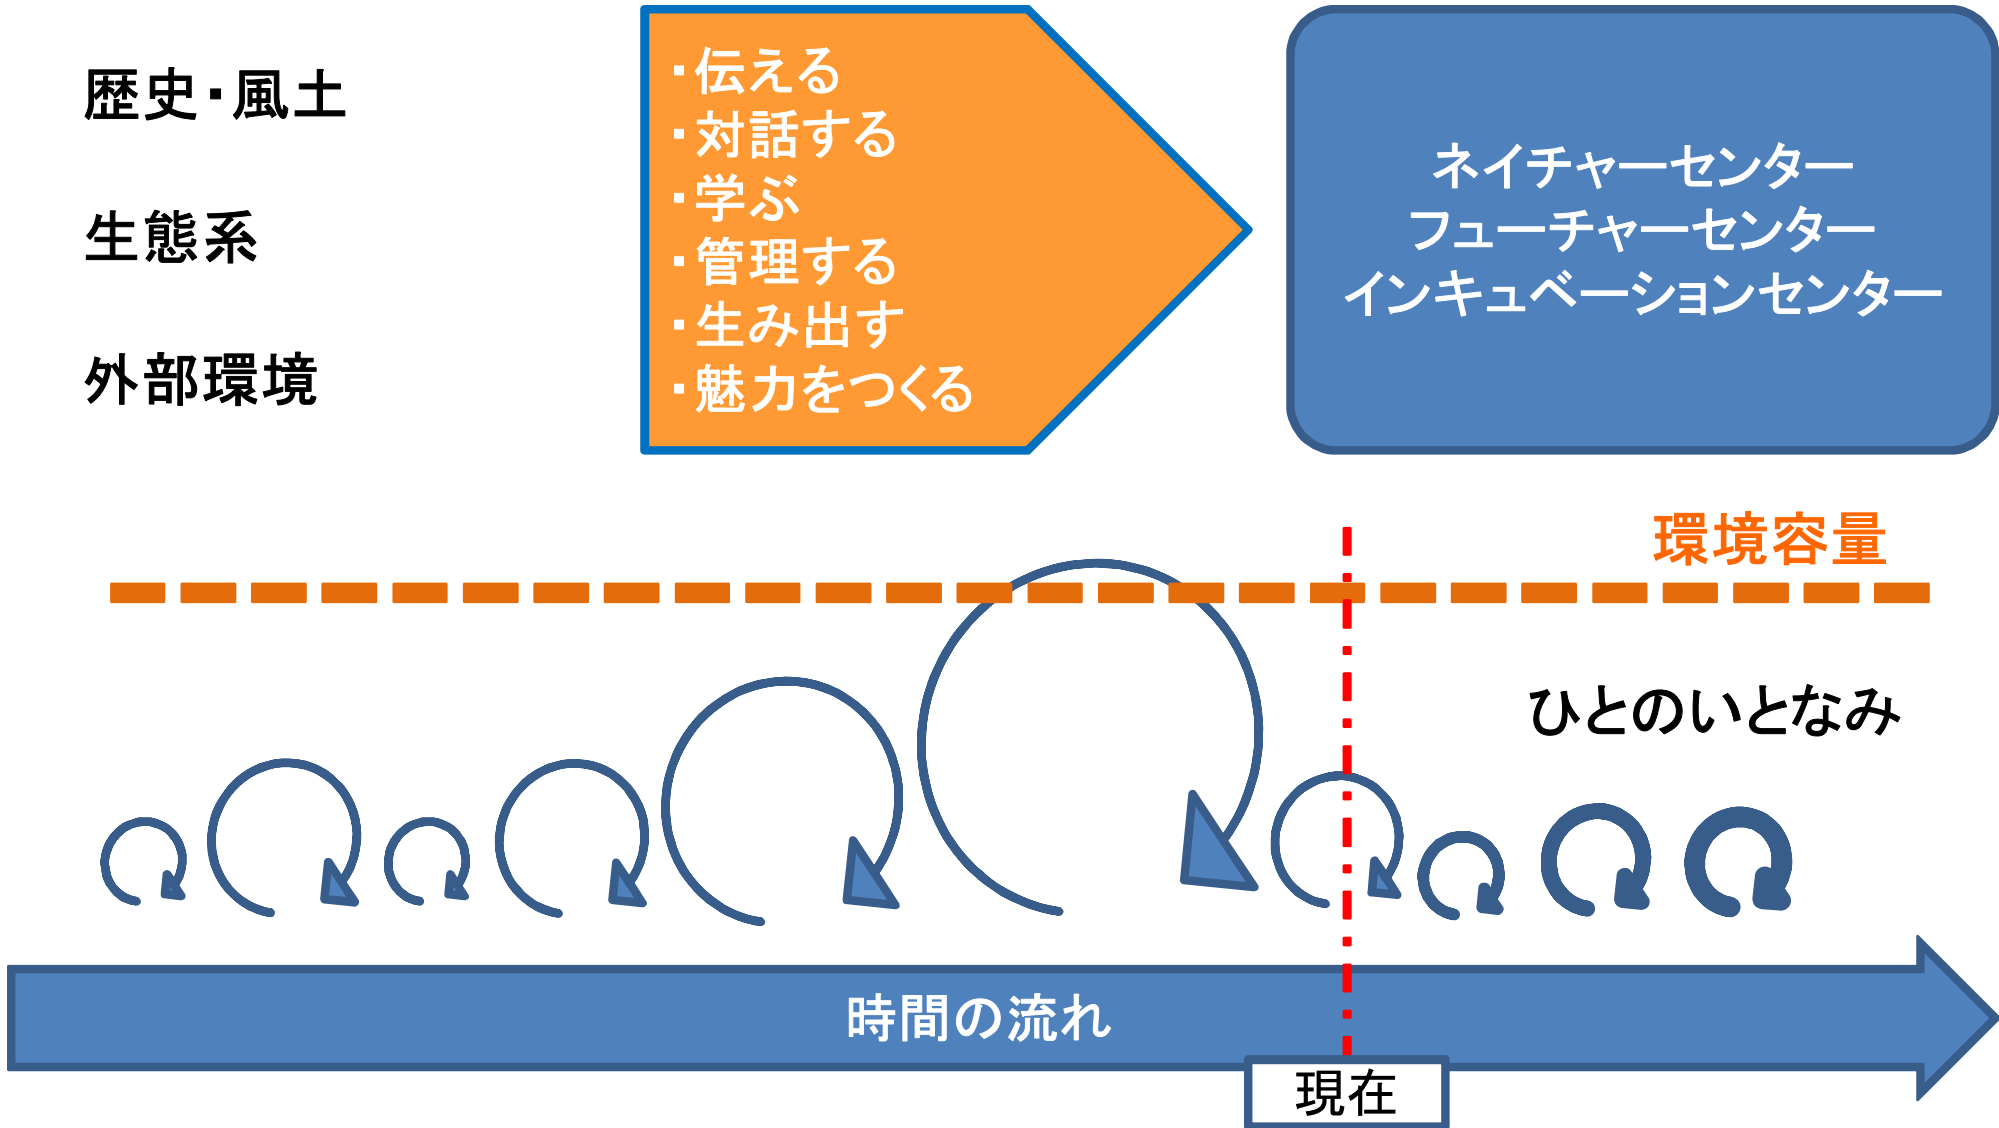 歴史・風土
生態系
外部環境
・伝える
・対話する
・学ぶ
・管理する
・生み出す
・魅力をつくる
ネイチャーセンター
フューチャーセンター
インキュベーションセンター
環境容量
ひとのいとなみ
時間の流れ
現在